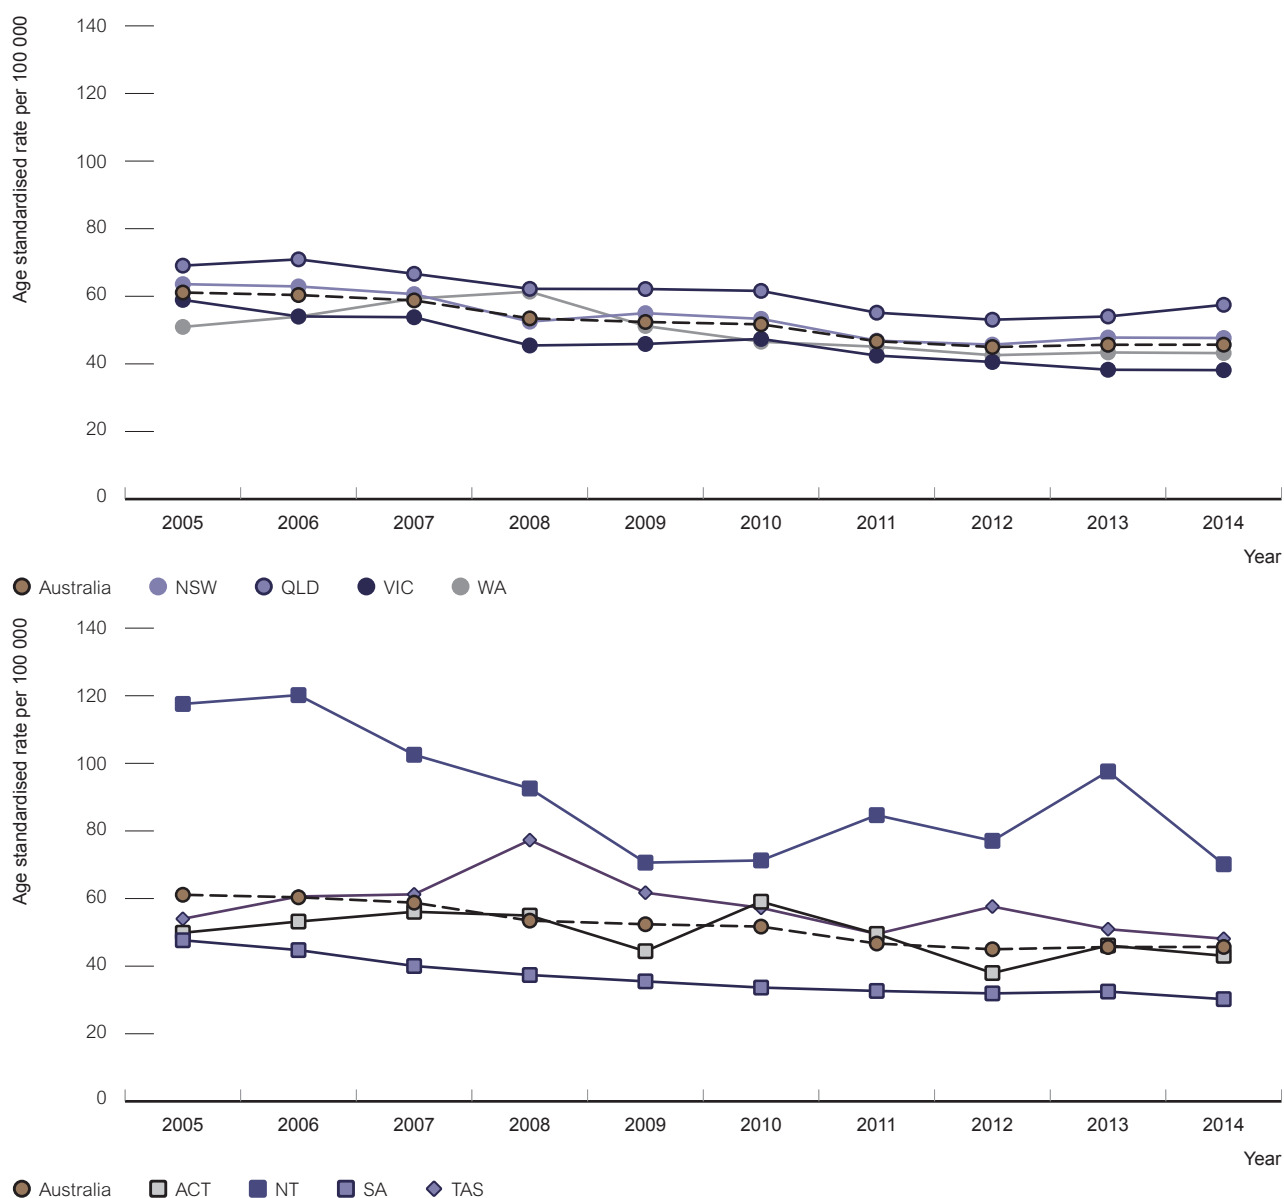 Age standardised rate per 100 000
140
120
100
80
60
40
20
0
2005 2006 2007 2008 2009 2010 2011 2012 2013 2014
Year
Australia NSW QLD VIC WA
Age standardised rate per 100 000
140
120
100
80
60
40
20
0
2005 2006 2007 2008 2009 2010 2011 2012 2013 2014
Year
Australia ACT NT SA TAS